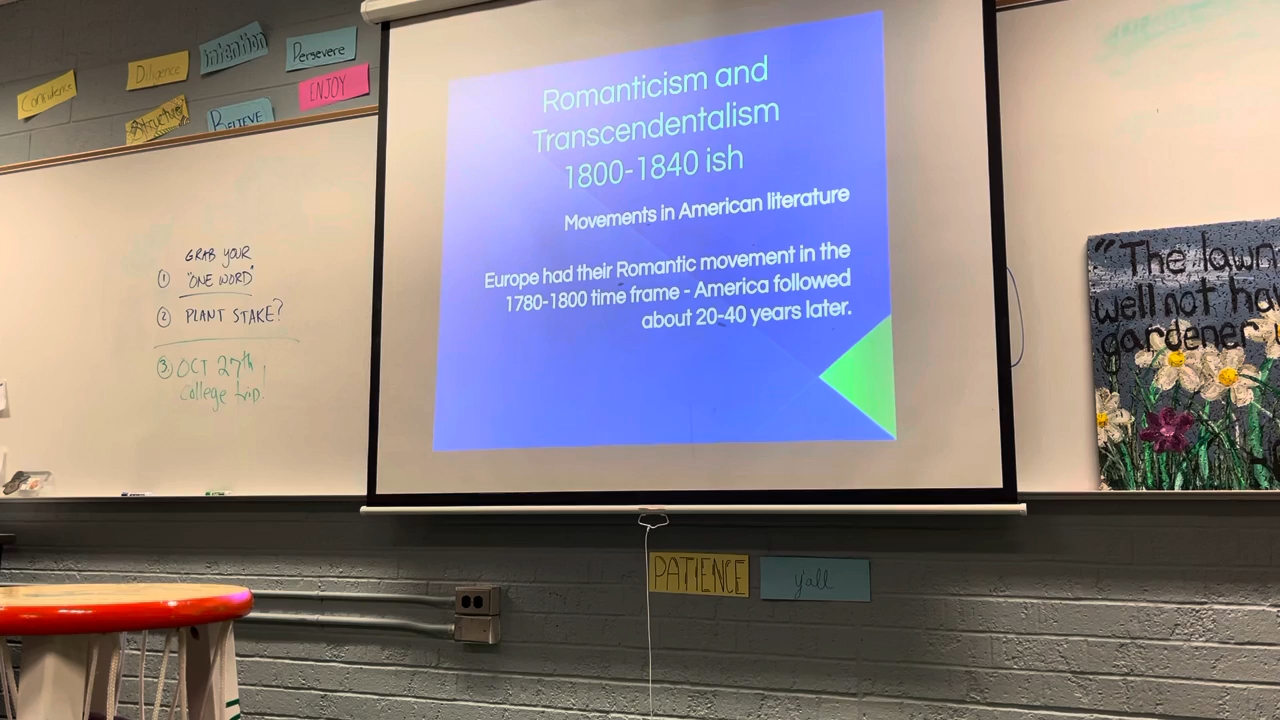 Confidence
Diligence
intention
Persevere
Structure
BELIEVE
ENJOY
GRAB YOUR
① "ONE WORD"
② PLANT STAKE?
③ OCT 27th
College trip!
Romanticism and
Transcendentalism
1800-1840 ish
Movements in American literature
Europe had their Romantic movement in the
1780-1800 time frame - America followed
about 20-40 years later.
"The lawn
well not ha
gardener
PATIENCE
y'all